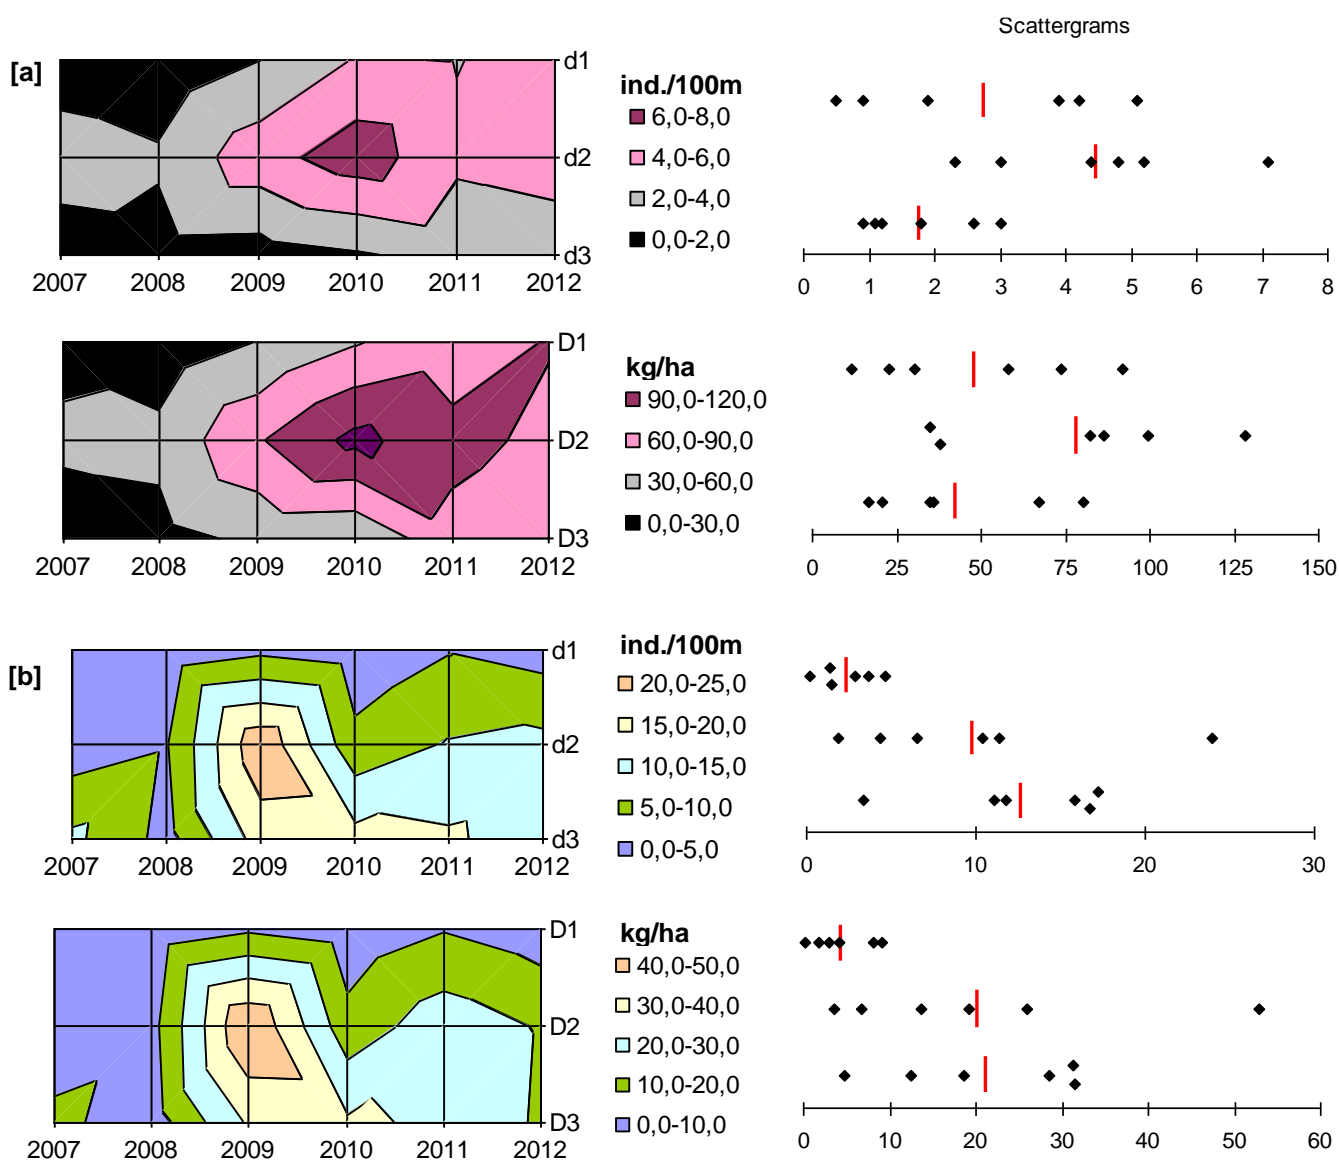 Scattergrams
[a]
d1
d2
d3
2007 2008 2009 2010 2011 2012
ind./100m
6,0-8,0
4,0-6,0
2,0-4,0
0,0-2,0
0 1 2 3 4 5 6 7 8
D1
D2
D3
2007 2008 2009 2010 2011 2012
kg/ha
90,0-120,0
60,0-90,0
30,0-60,0
0,0-30,0
0 25 50 75 100 125 150
[b]
d1
d2
d3
2007 2008 2009 2010 2011 2012
ind./100m
20,0-25,0
15,0-20,0
10,0-15,0
5,0-10,0
0,0-5,0
0 10 20 30
D1
D2
D3
2007 2008 2009 2010 2011 2012
kg/ha
40,0-50,0
30,0-40,0
20,0-30,0
10,0-20,0
0,0-10,0
0 10 20 30 40 50 60